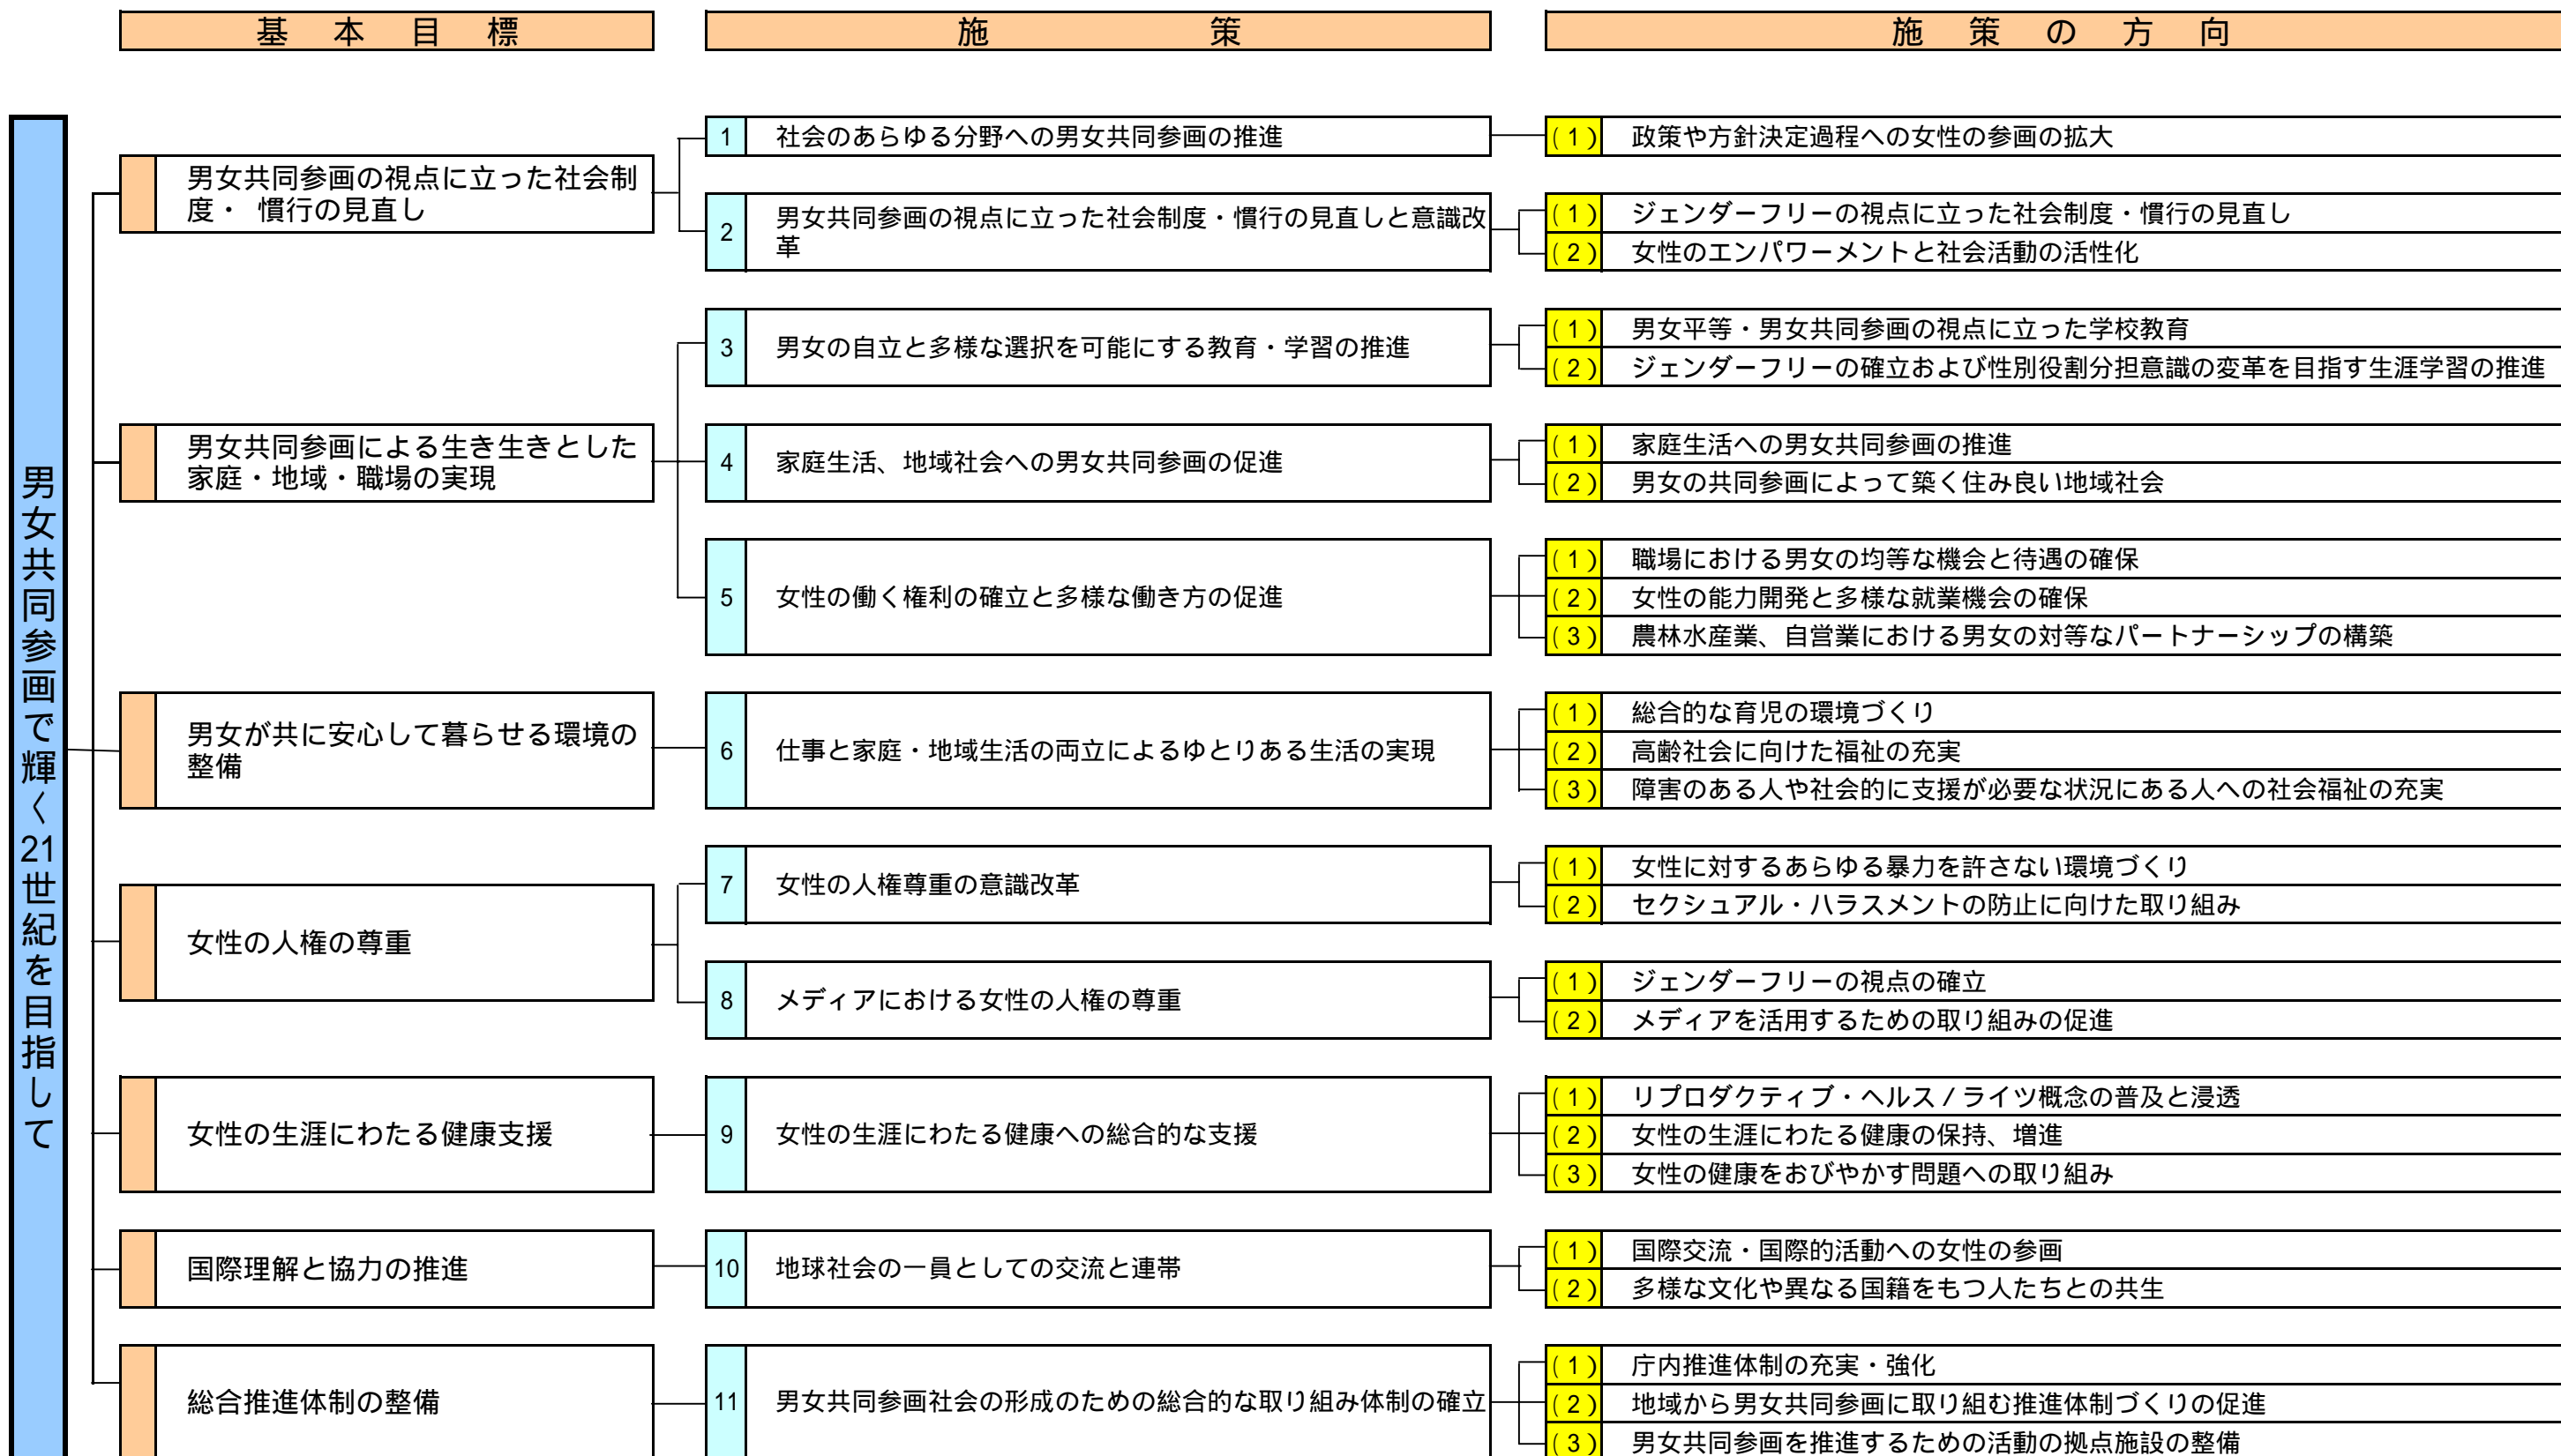 基本目標
施策
施策の方向
男女共同参画で輝く21世紀を目指して
男女共同参画の視点に立った社会制
度・ 慣行の見直し
1 社会のあらゆる分野への男女共同参画の推進
(1) 政策や方針決定過程への女性の参画の拡大
2 男女共同参画の視点に立った社会制度・慣行の見直しと意識改
革
(1) ジェンダーフリーの視点に立った社会制度・慣行の見直し
(2) 女性のエンパワーメントと社会活動の活性化
男女共同参画による生き生きとした
家庭・地域・職場の実現
3 男女の自立と多様な選択を可能にする教育・学習の推進
(1) 男女平等・男女共同参画の視点に立った学校教育
(2) ジェンダーフリーの確立および性別役割分担意識の変革を目指す生涯学習の推進
4 家庭生活、地域社会への男女共同参画の促進
(1) 家庭生活への男女共同参画の推進
(2) 男女の共同参画によって築く住み良い地域社会
5 女性の働く権利の確立と多様な働き方の促進
(1) 職場における男女の均等な機会と待遇の確保
(2) 女性の能力開発と多様な就業機会の確保
(3) 農林水産業、自営業における男女の対等なパートナーシップの構築
男女が共に安心して暮らせる環境の
整備
6 仕事と家庭・地域生活の両立によるゆとりある生活の実現
(1) 総合的な育児の環境づくり
(2) 高齢社会に向けた福祉の充実
(3) 障害のある人や社会的に支援が必要な状況にある人への社会福祉の充実
女性の人権の尊重
7 女性の人権尊重の意識改革
(1) 女性に対するあらゆる暴力を許さない環境づくり
(2) セクシュアル・ハラスメントの防止に向けた取り組み
8 メディアにおける女性の人権の尊重
(1) ジェンダーフリーの視点の確立
(2) メディアを活用するための取り組みの促進
女性の生涯にわたる健康支援
9 女性の生涯にわたる健康への総合的な支援
(1) リプロダクティブ・ヘルス/ライツ概念の普及と浸透
(2) 女性の生涯にわたる健康の保持、増進
(3) 女性の健康をおびやかす問題への取り組み
国際理解と協力の推進
10 地球社会の一員としての交流と連帯
(1) 国際交流・国際的活動への女性の参画
(2) 多様な文化や異なる国籍をもつ人たちとの共生
総合推進体制の整備
11 男女共同参画社会の形成のための総合的な取り組み体制の確立
(1) 庁内推進体制の充実・強化
(2) 地域から男女共同参画に取り組む推進体制づくりの促進
(3) 男女共同参画を推進するための活動の拠点施設の整備